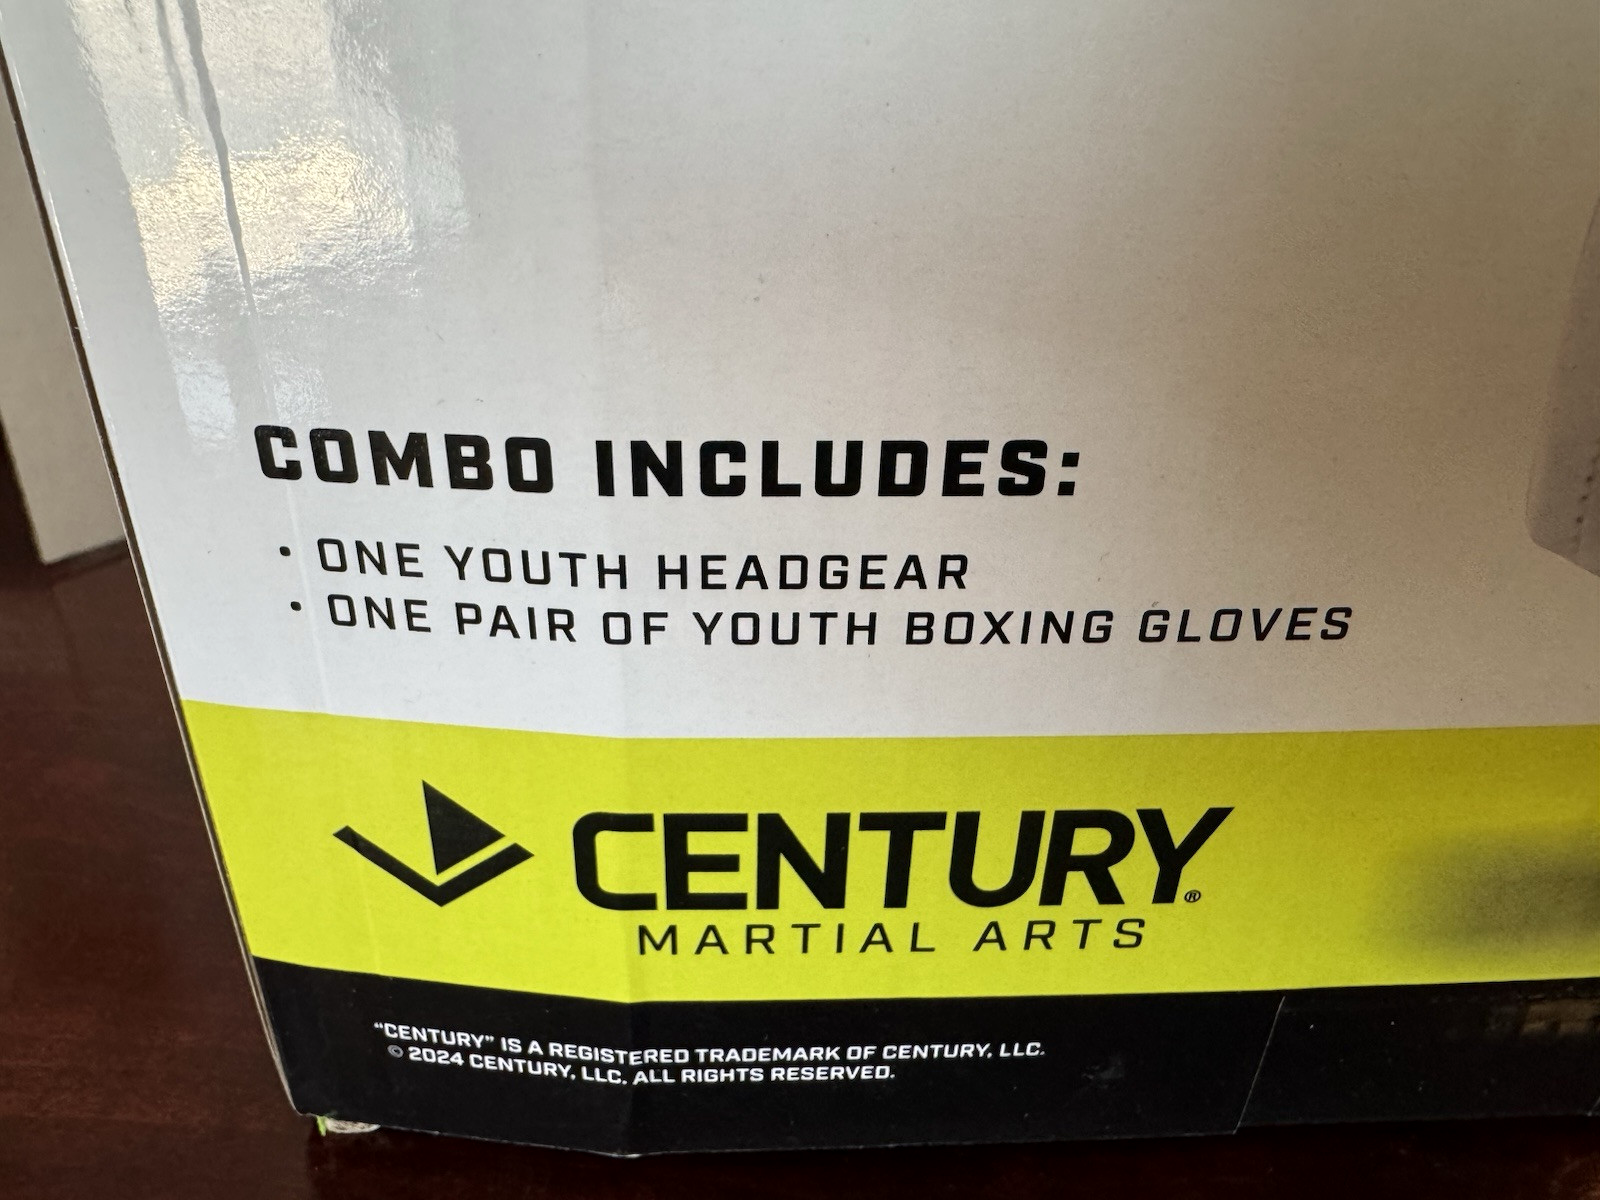 COMBO INCLUDES:
• ONE YOUTH HEADGEAR
• ONE PAIR OF YOUTH BOXING GLOVES
CENTURY®
MARTIAL ARTS
"CENTURY" IS A REGISTERED TRADEMARK OF CENTURY, LLC.
© 2024 CENTURY, LLC. ALL RIGHTS RESERVED.